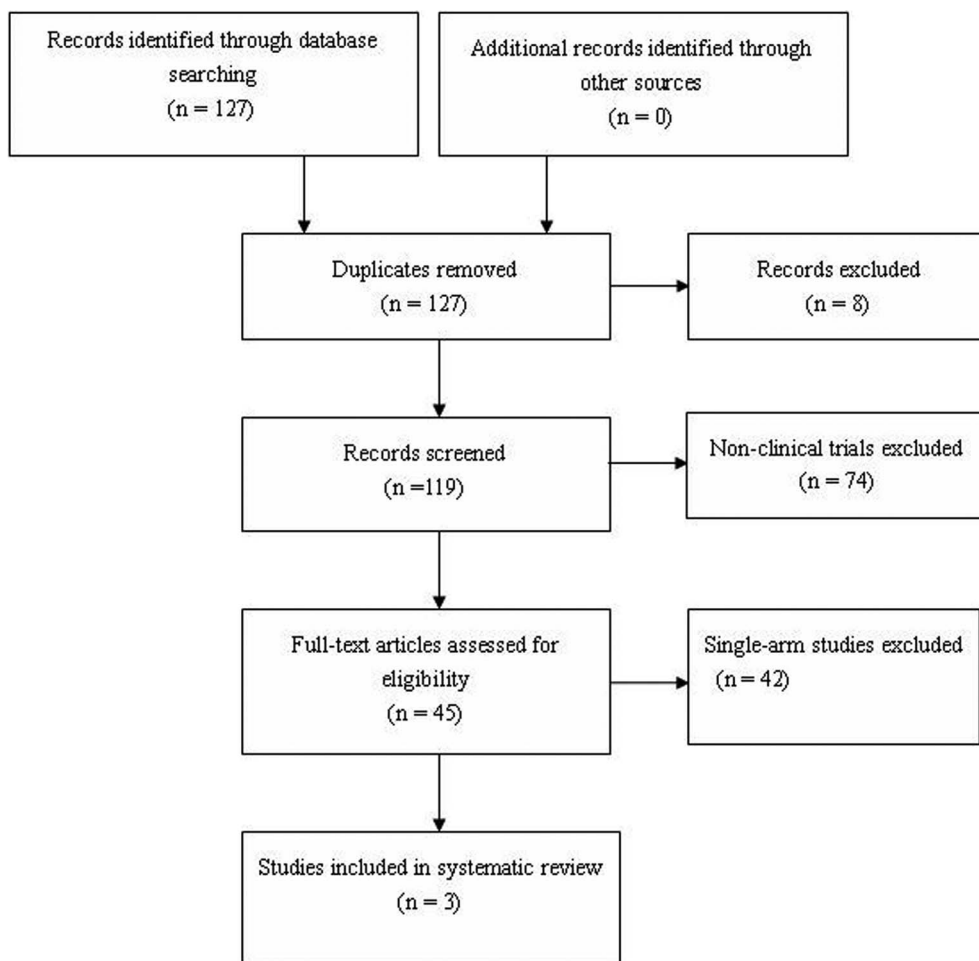 Records identified through database
searching
(n = 127)
Additional records identified through
other sources
(n = 0)
Duplicates removed
(n = 127)
Records excluded
(n = 8)
Records screened
(n =119)
Non-clinical trials excluded
(n = 74)
Full-text articles assessed for
eligibility
(n = 45)
Single-arm studies excluded
(n = 42)
Studies included in systematic review
(n = 3)